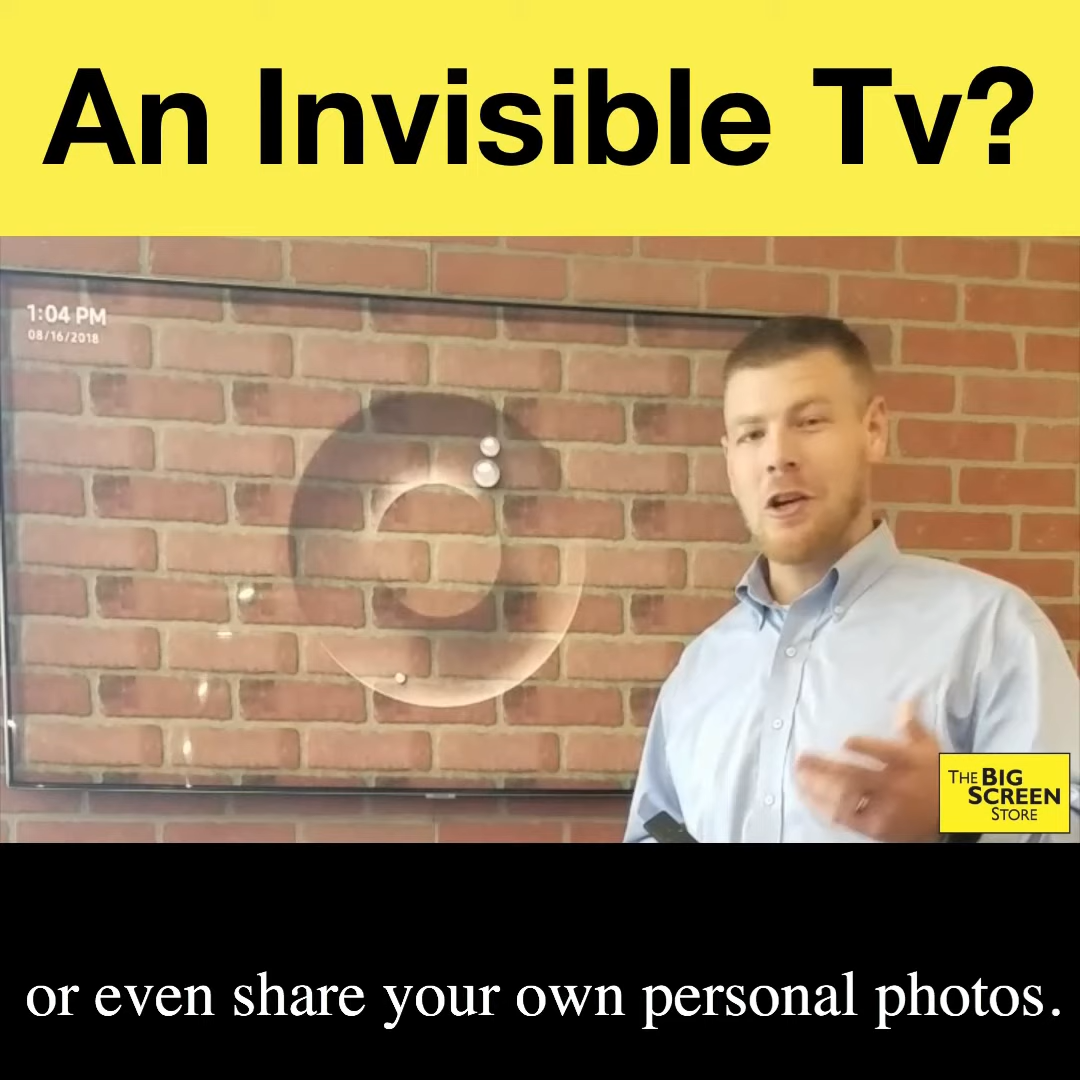 An Invisible Tv?
1:04 PM
08/16/2018
THE BIG
SCREEN
STORE
or even share your own personal photos.